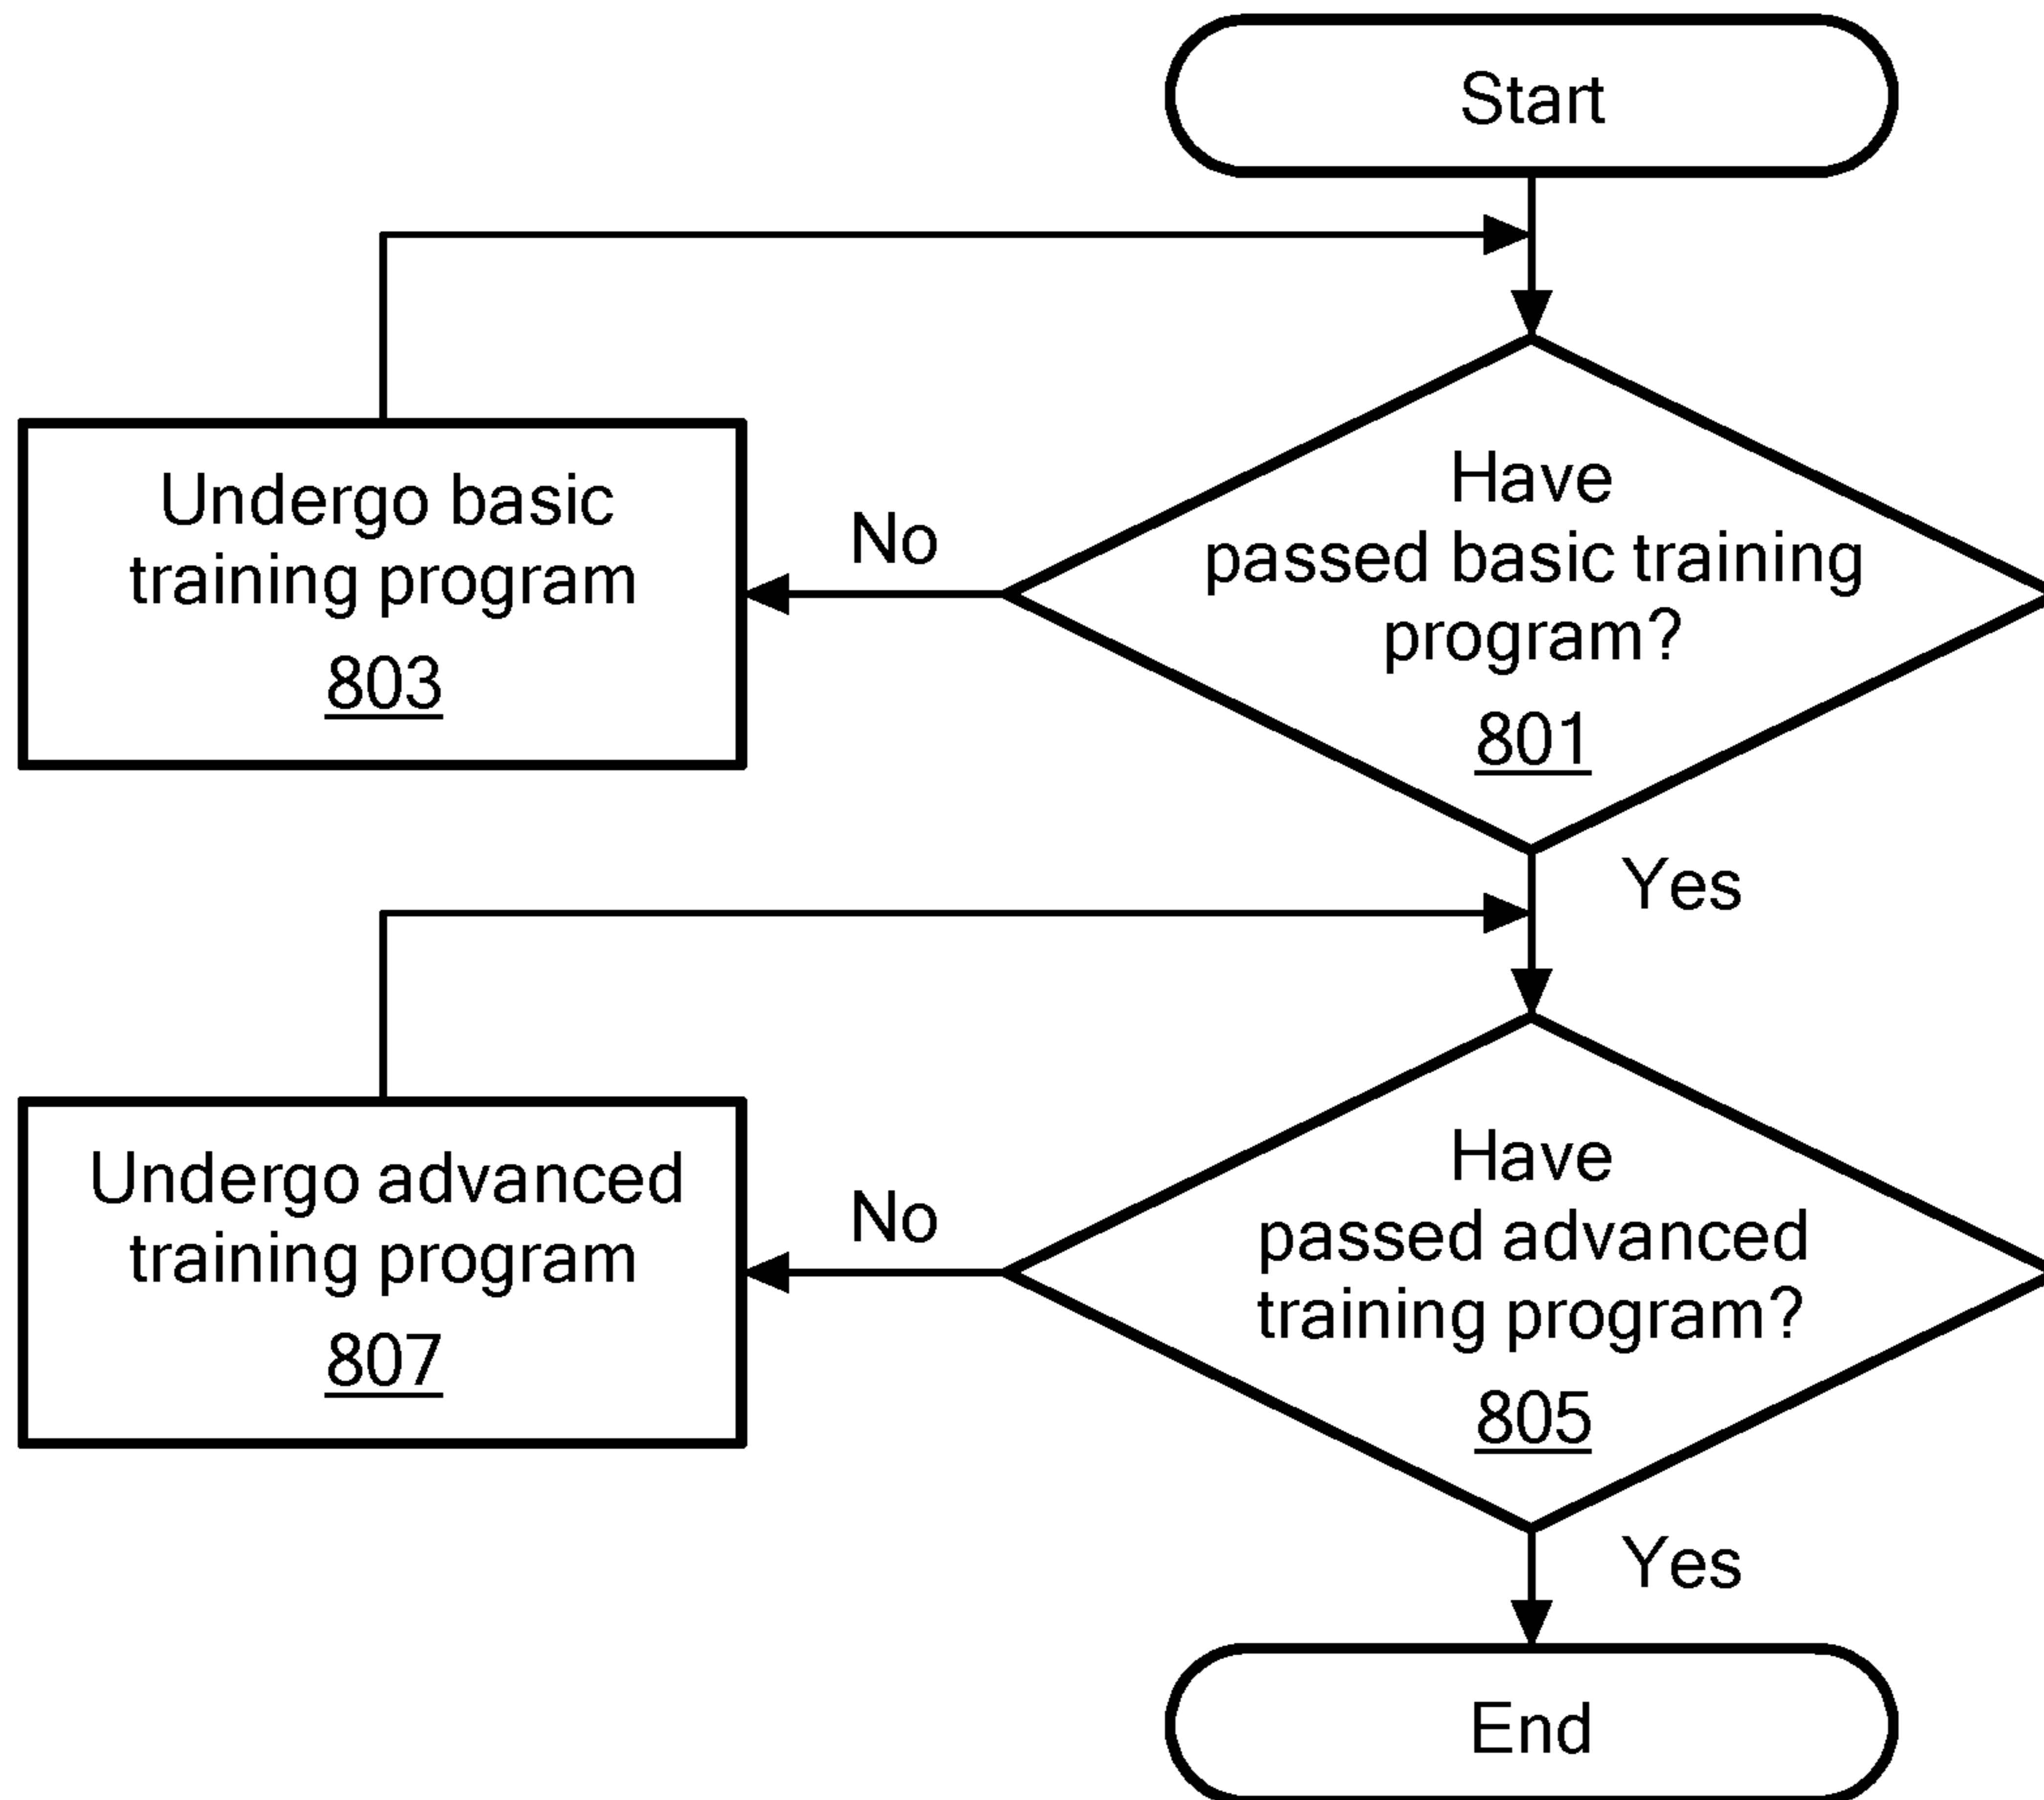 Start
Have
passed basic training
program?
801
No
Undergo basic
training program
803
Yes
Have
passed advanced
training program?
805
No
Undergo advanced
training program
807
Yes
End